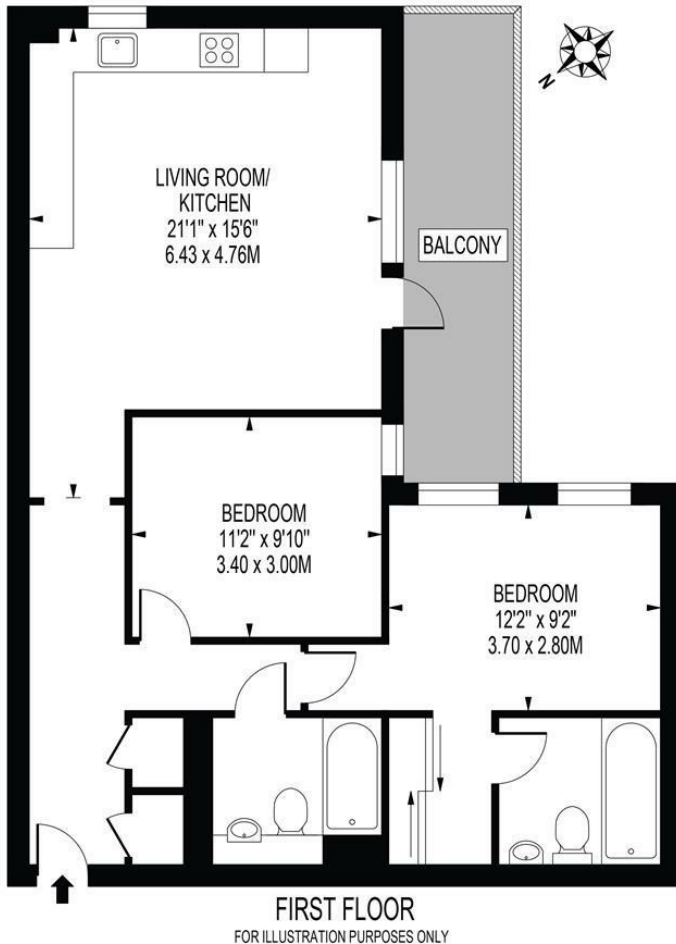 N
LIVING ROOM/
KITCHEN
21'1" x 15'6"
6.43 x 4.76M
BALCONY
BEDROOM
11'2" x 9'10"
3.40 x 3.00M
BEDROOM
12'2" x 9'2"
3.70 x 2.80M
FIRST FLOOR
FOR ILLUSTRATION PURPOSES ONLY